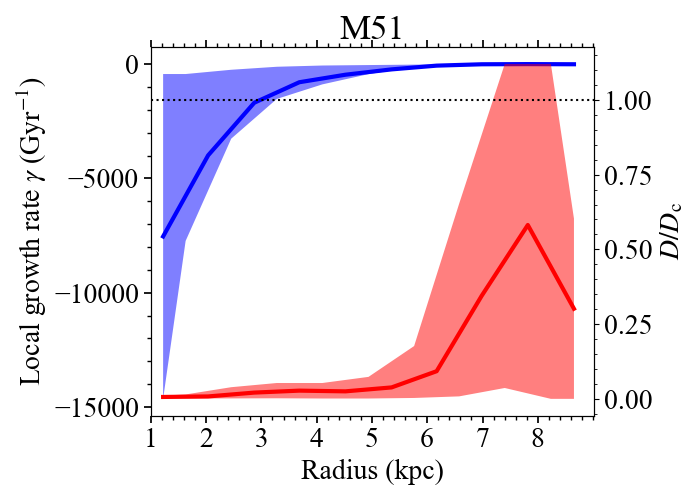 M51
Local growth rate γ (Gyr⁻¹)
0
−5000
−10000
−15000
1.00
0.75
0.50
0.25
0.00
D/Dc
1 2 3 4 5 6 7 8
Radius (kpc)